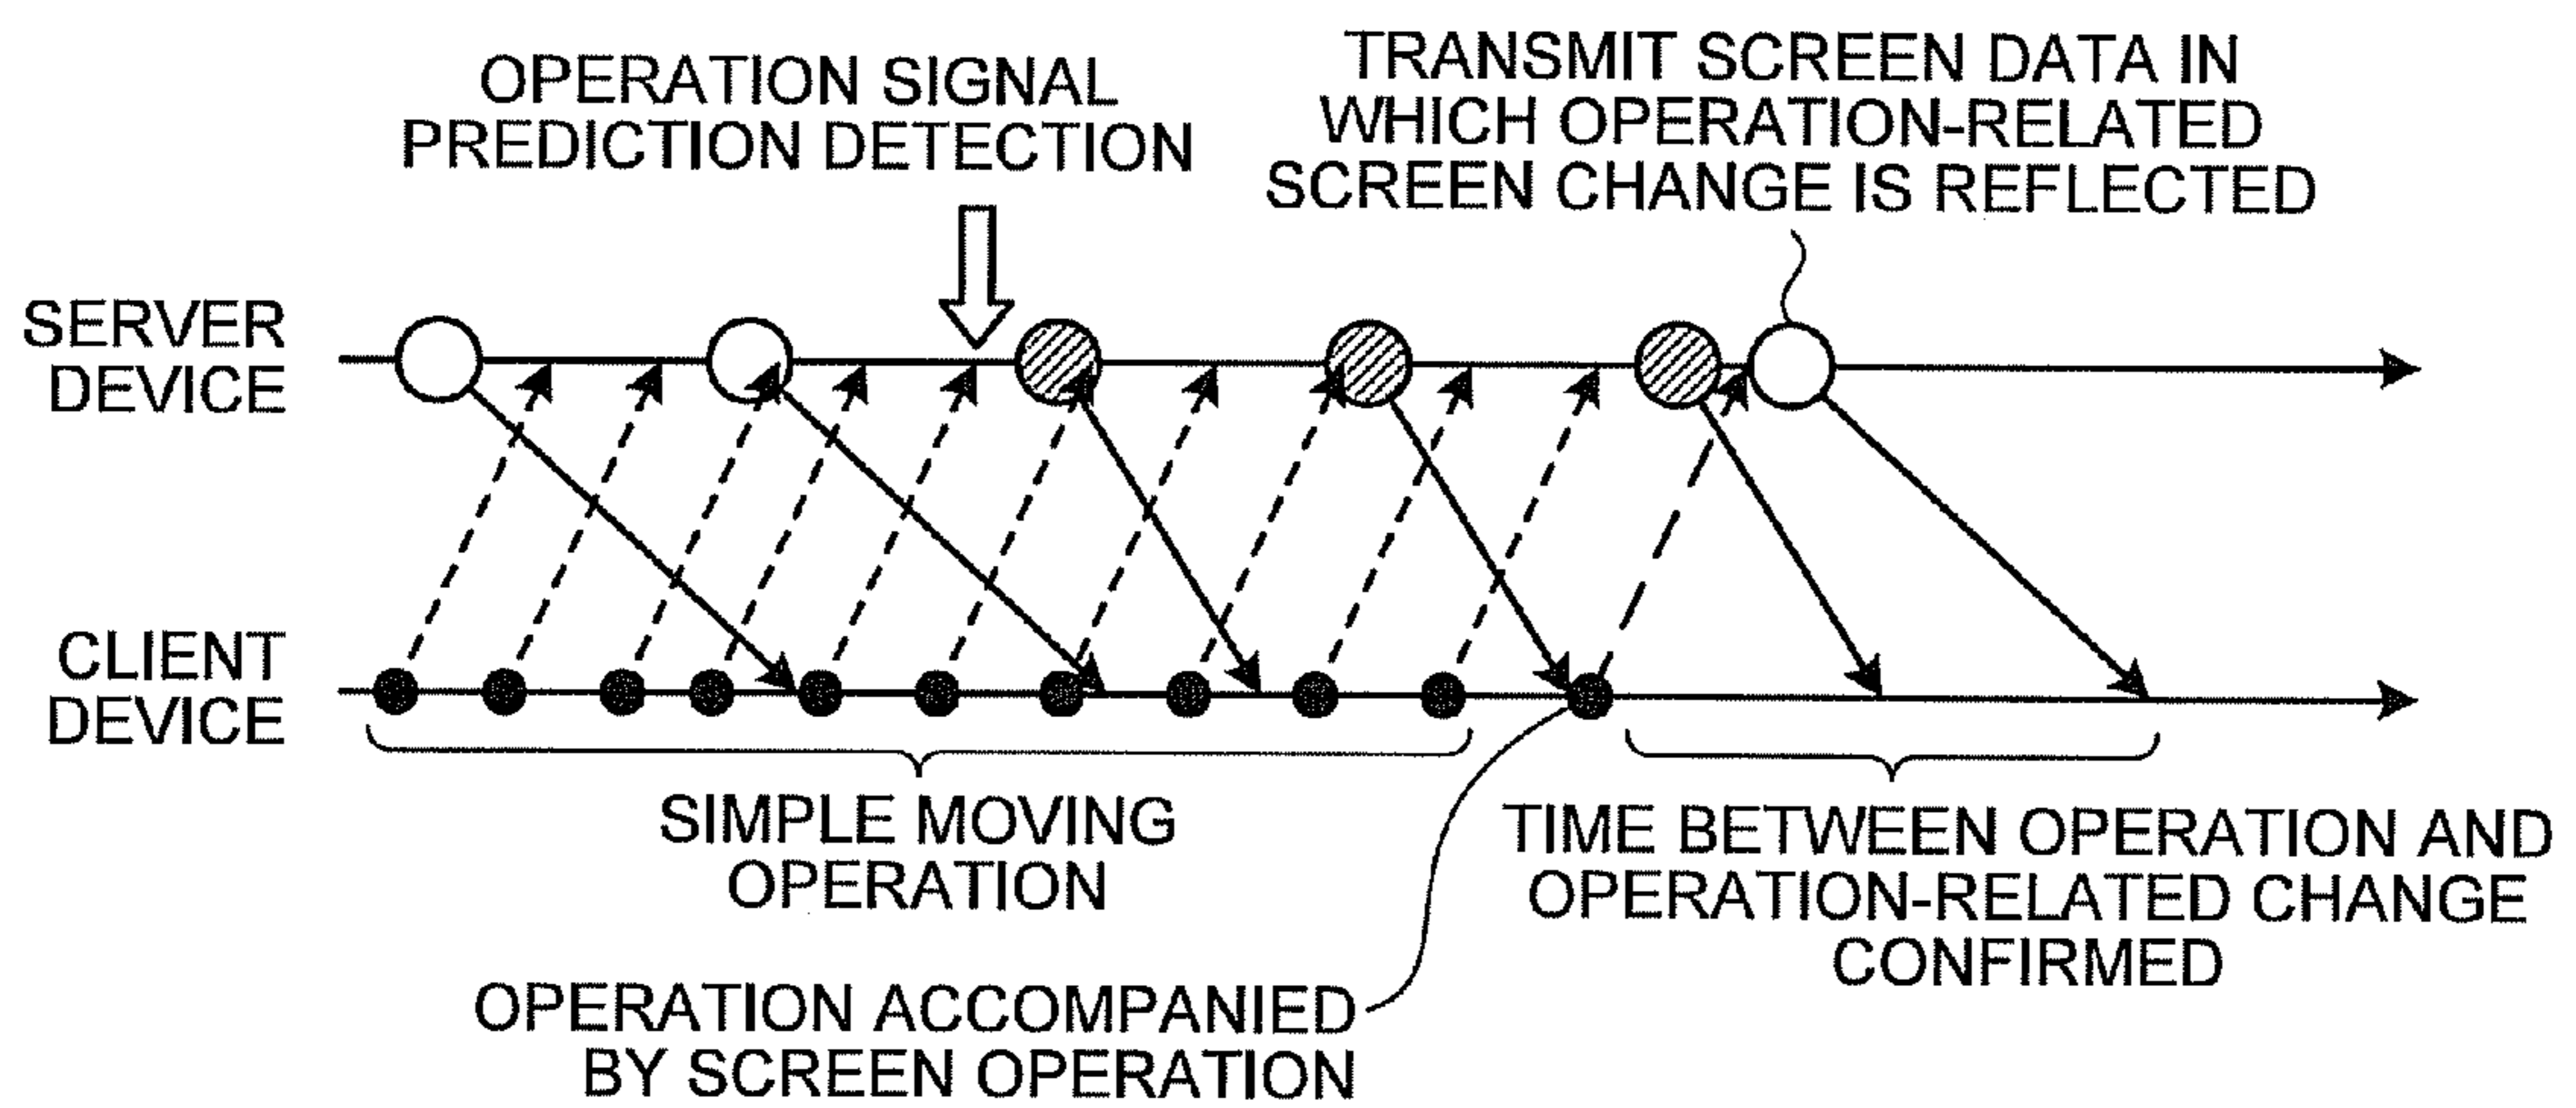 OPERATION SIGNAL
PREDICTION DETECTION
TRANSMIT SCREEN DATA IN
WHICH OPERATION-RELATED
SCREEN CHANGE IS REFLECTED
SERVER
DEVICE
CLIENT
DEVICE
SIMPLE MOVING
OPERATION
TIME BETWEEN OPERATION AND
OPERATION-RELATED CHANGE
CONFIRMED
OPERATION ACCOMPANIED
BY SCREEN OPERATION